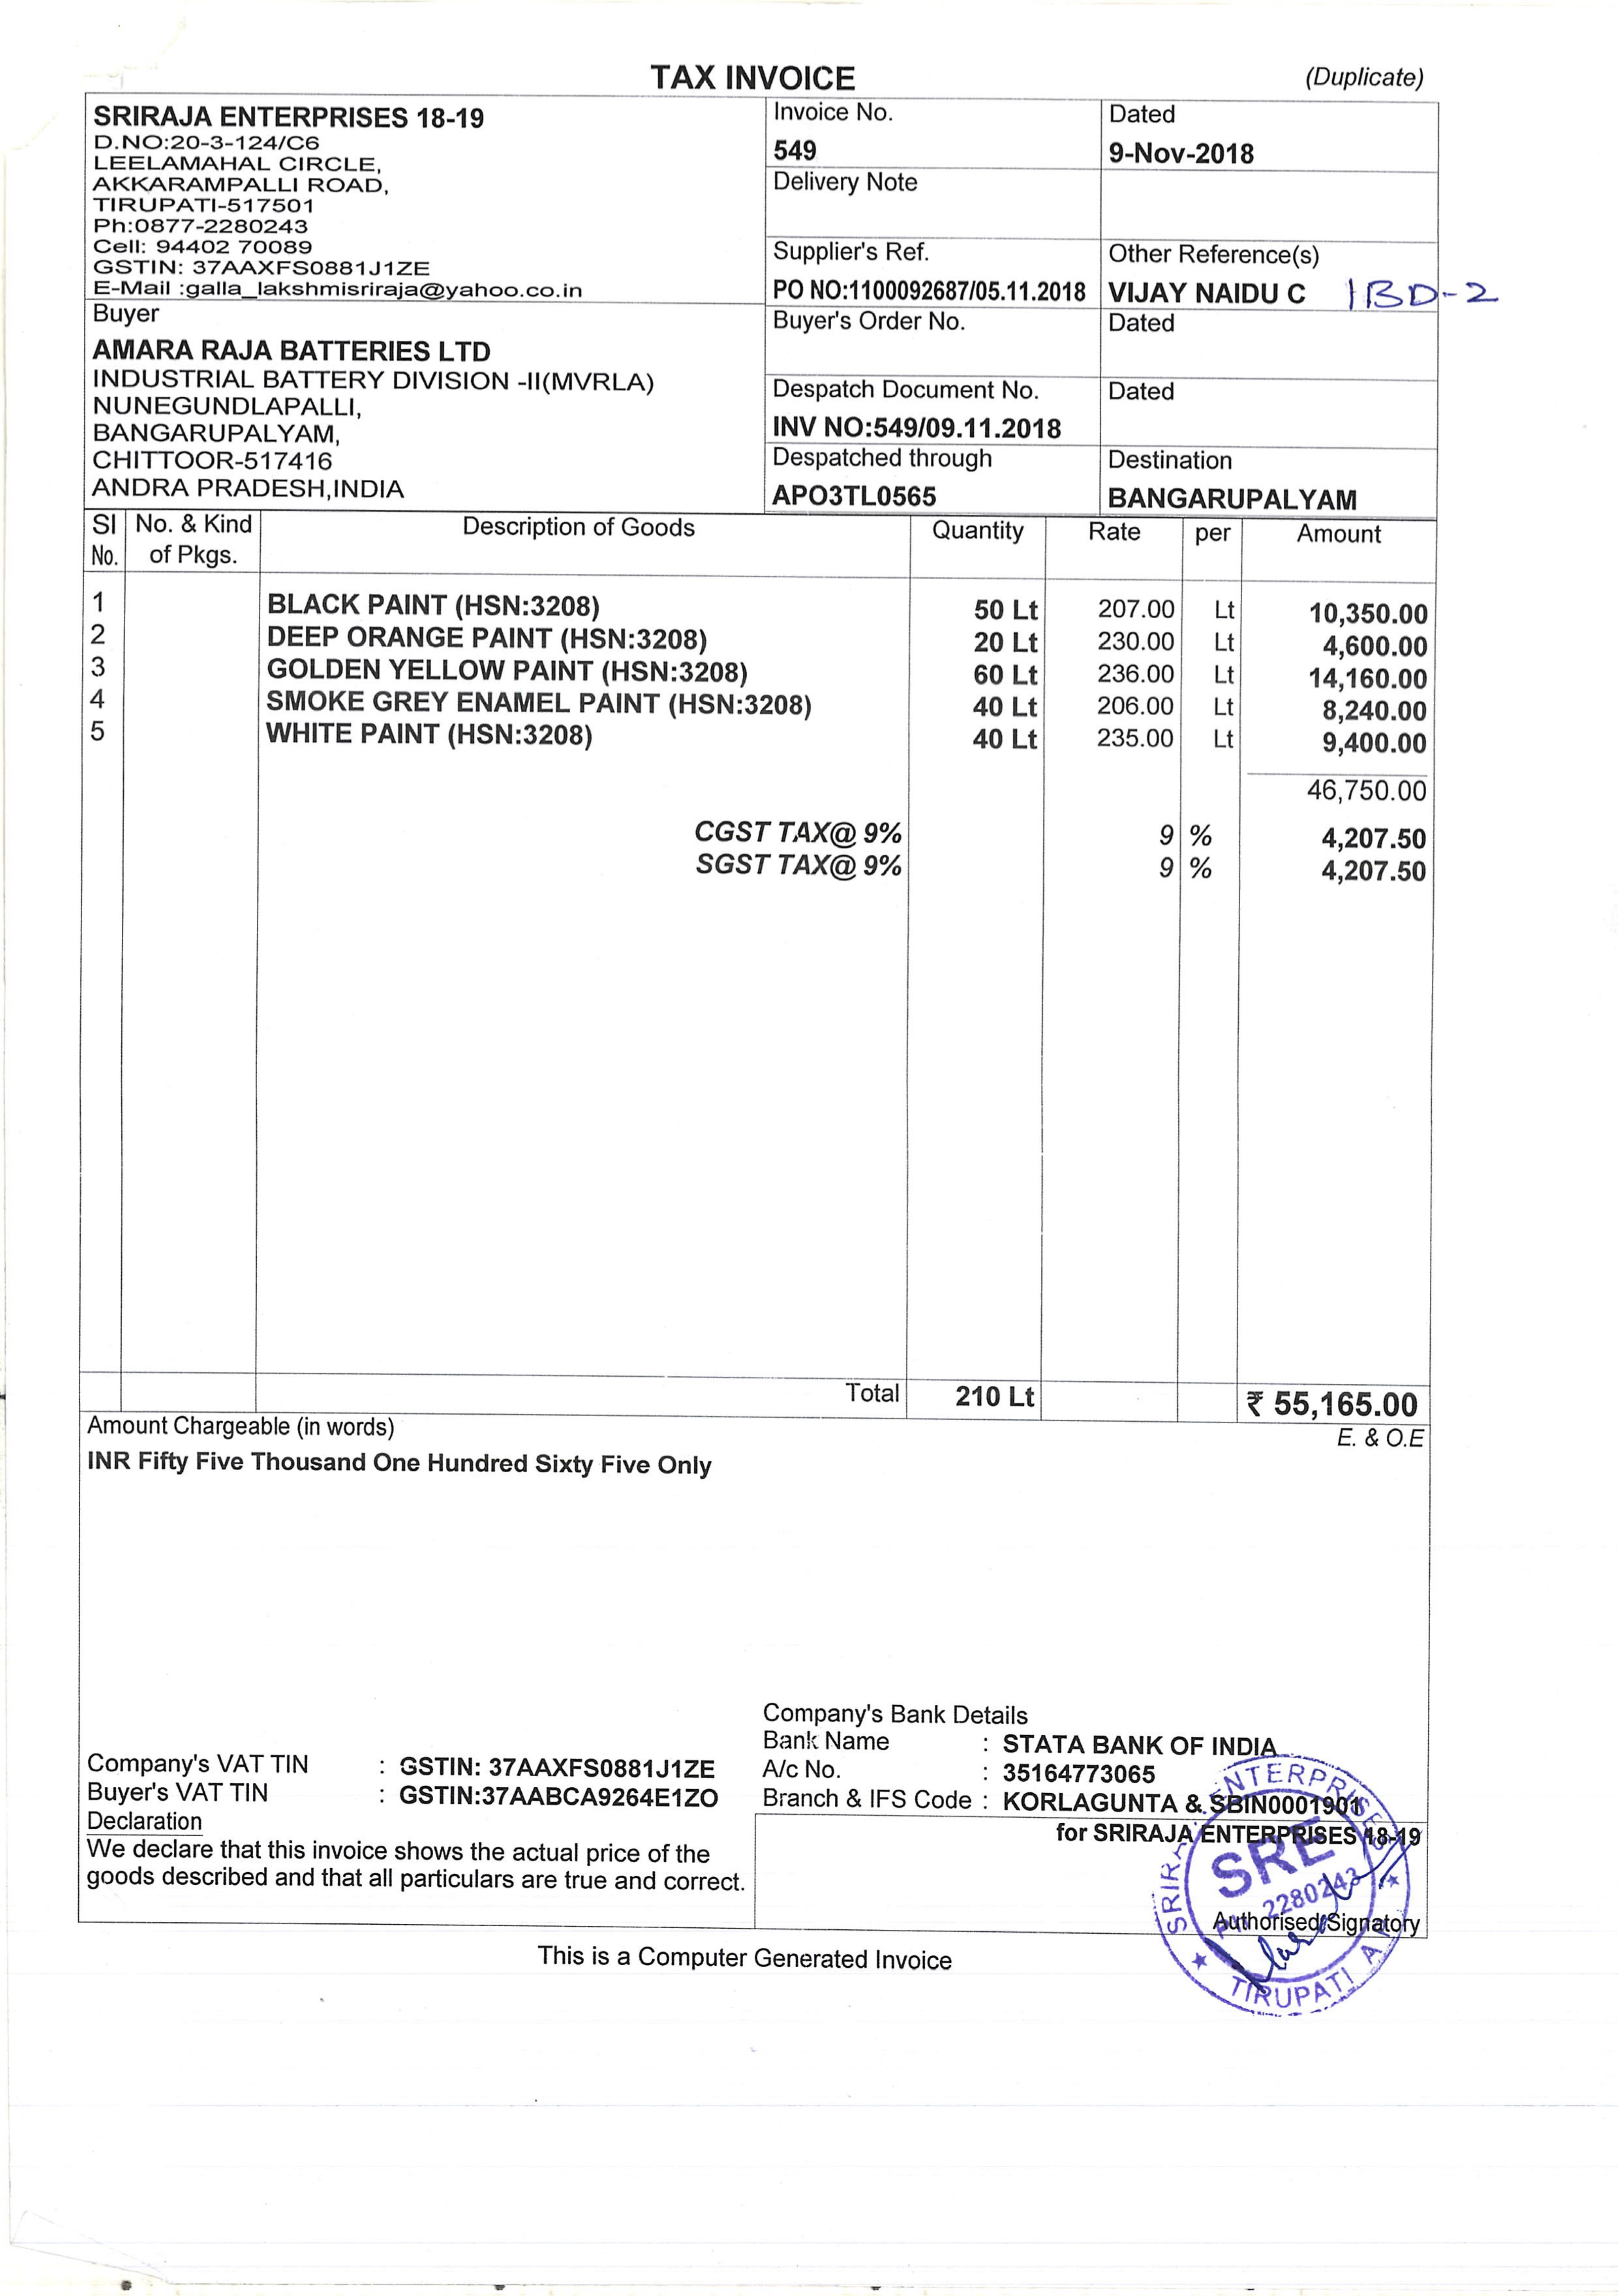 TAX INVOICE
(Duplicate)
SRIRAJA ENTERPRISES 18-19
D.NO:20-3-124/C6
LEELAMAHAL CIRCLE,
AKKARAMPALLI ROAD,
TIRUPATI-517501
Ph:0877-2280243
Cell: 94402 70089
GSTIN: 37AAXFS0881J1ZE
E-Mail :galla_lakshmisriraja@yahoo.co.in
Invoice No.
549
Dated
9-Nov-2018
Delivery Note
Supplier's Ref.
PO NO:1100092687/05.11.2018
Other Reference(s)
VIJAY NAIDU C IBD-2
Buyer
AMARA RAJA BATTERIES LTD
INDUSTRIAL BATTERY DIVISION -II(MVRLA)
NUNEGUNDLAPALLI,
BANGARUPALYAM,
CHITTOOR-517416
ANDRA PRADESH,INDIA
Buyer's Order No.
Dated
Despatch Document No.
INV NO:549/09.11.2018
Dated
Despatched through
APO3TL0565
Destination
BANGARUPALYAM
SI No. No. & Kind of Pkgs. Description of Goods Quantity Rate per Amount
1 BLACK PAINT (HSN:3208) 50 Lt 207.00 Lt 10,350.00
2 DEEP ORANGE PAINT (HSN:3208) 20 Lt 230.00 Lt 4,600.00
3 GOLDEN YELLOW PAINT (HSN:3208) 60 Lt 236.00 Lt 14,160.00
4 SMOKE GREY ENAMEL PAINT (HSN:3208) 40 Lt 206.00 Lt 8,240.00
5 WHITE PAINT (HSN:3208) 40 Lt 235.00 Lt 9,400.00
46,750.00
CGST TAX@ 9% 9 % 4,207.50
SGST TAX@ 9% 9 % 4,207.50
Total 210 Lt ₹ 55,165.00
Amount Chargeable (in words)
E. & O.E
INR Fifty Five Thousand One Hundred Sixty Five Only
Company's VAT TIN : GSTIN: 37AAXFS0881J1ZE
Buyer's VAT TIN : GSTIN:37AABCA9264E1ZO
Declaration
We declare that this invoice shows the actual price of the
goods described and that all particulars are true and correct.
Company's Bank Details
Bank Name : STATA BANK OF INDIA
A/c No. : 35164773065
Branch & IFS Code : KORLAGUNTA & SBIN0001901
for SRIRAJA ENTERPRISES 18-19
Authorised Signatory
SRIRAJA ENTERPRISES
SRE
2280243
TIRUPATI
This is a Computer Generated Invoice